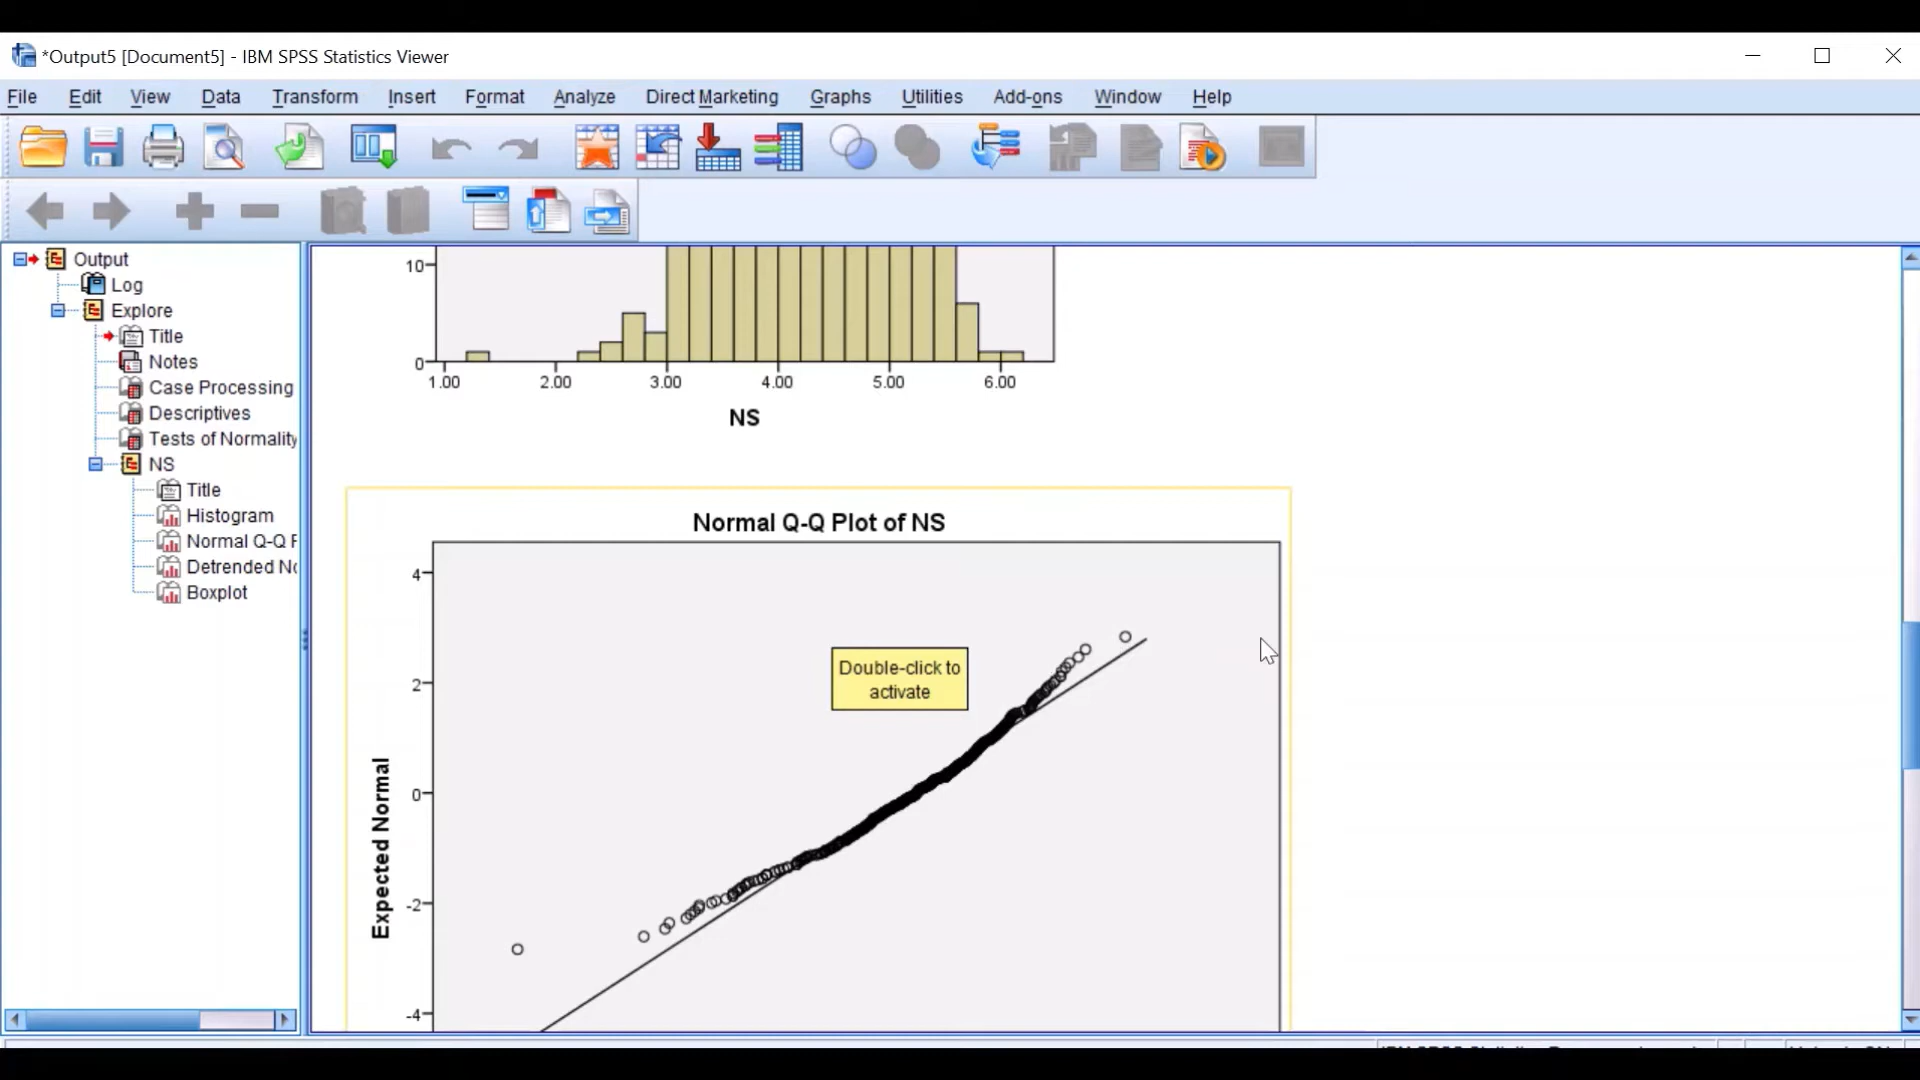 *Output5 [Document5] - IBM SPSS Statistics Viewer
File Edit View Data Transform Insert Format Analyze Direct Marketing Graphs Utilities Add-ons Window Help
Output
Log
Explore
Title
Notes
Case Processing
Descriptives
Tests of Normality
NS
Title
Histogram
Normal Q-Q
Detrended
Boxplot
10
0
1.00 2.00 3.00 4.00 5.00 6.00
NS
Normal Q-Q Plot of NS
4
2
0
-2
-4
Expected Normal
Double-click to
activate